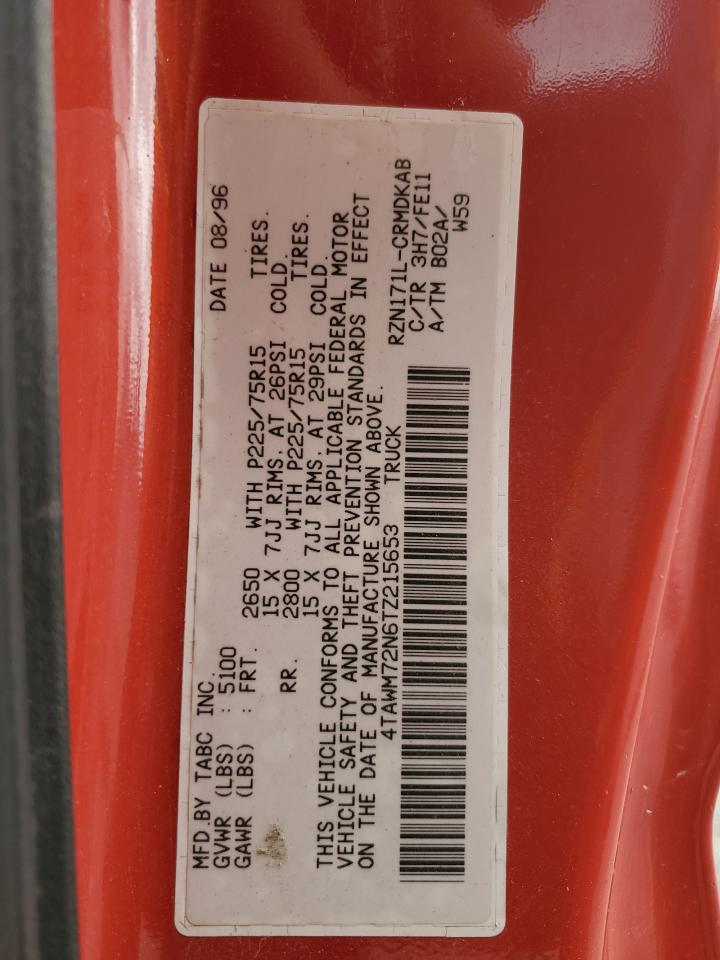 MFD.BY TABC INC. DATE 08/96
GVWR (LBS) : 5100
GAWR (LBS) : FRT. 2650 WITH P225/75R15 TIRES.
15 X 7JJ RIMS, AT 26PSI COLD.
RR. 2800 WITH P225/75R15 TIRES.
15 X 7JJ RIMS, AT 29PSI COLD.
THIS VEHICLE CONFORMS TO ALL APPLICABLE FEDERAL MOTOR
VEHICLE SAFETY AND THEFT PREVENTION STANDARDS IN EFFECT
ON THE DATE OF MANUFACTURE SHOWN ABOVE.
4TAWM72N6TZ215653 TRUCK
RZN171L-CRMDKAB
C/TR 3H7/FE11
A/TM B02A/
W59